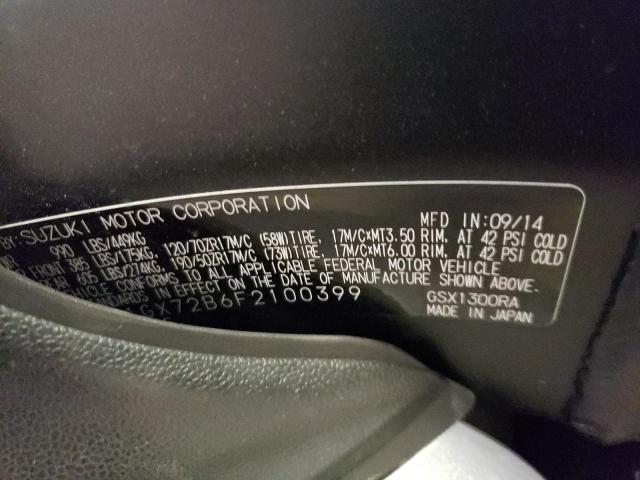 BY: SUZUKI MOTOR CORPORATION MFD IN: 09/14
990 LBS/449KG
FRONT 385 LBS/175KG, 120/70ZR17M/C (58W)TIRE, 17M/C×MT3.50 RIM, AT 42 PSI COLD
605 LBS/274KG, 190/50ZR17M/C (73W)TIRE, 17M/C×MT6.00 RIM, AT 42 PSI COLD
CONFORMS TO ALL APPLICABLE FEDERAL MOTOR VEHICLE
STANDARDS IN EFFECT ON THE DATE OF MANUFACTURE SHOWN ABOVE.
GX72B6F2100399 GSX1300RA
MADE IN JAPAN